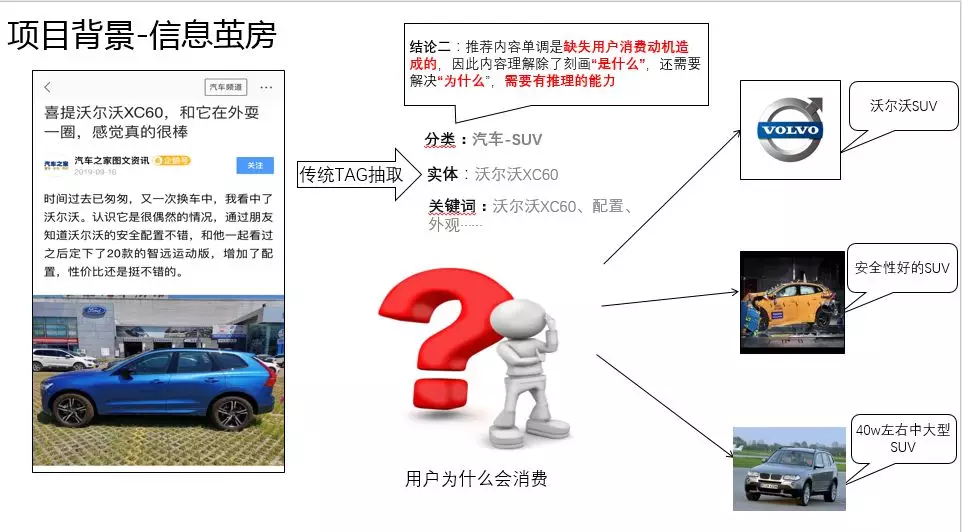 项目背景-信息茧房
汽车频道
喜提沃尔沃XC60，和它在外耍
一圈，感觉真的很棒
汽车之家
汽车之家图文资讯
企鹅号
2019-09-16
关注
时间过去已匆匆，又一次换车中，我看中了
沃尔沃。认识它是很偶然的情况，通过朋友
知道沃尔沃的安全配置不错，和他一起看过
之后定下了20款的智远运动版，增加了配
置，性价比还是挺不错的。
Ford
传统TAG抽取
结论二：推荐内容单调是缺失用户消费动机造
成的，因此内容理解除了刻画“是什么”，还需要
解决“为什么”，需要有推理的能力
分类：汽车-SUV
实体：沃尔沃XC60
关键词：沃尔沃XC60、配置、
外观……
用户为什么会消费
VOLVO
沃尔沃SUV
安全性好的SUV
40w左右中大型
SUV